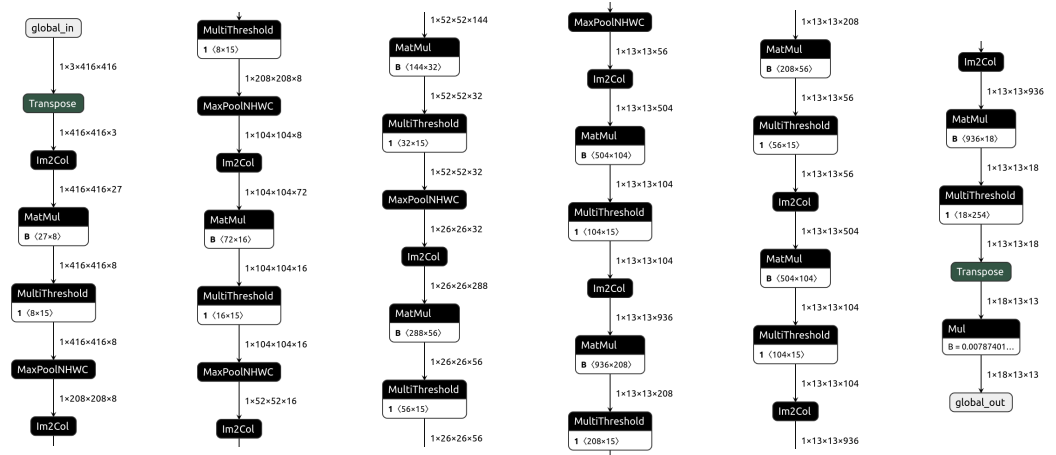 global_in
1×3×416×416
Transpose
1×416×416×3
Im2Col
1×416×416×27
MatMul
B ⟨27×8⟩
1×416×416×8
MultiThreshold
1 ⟨8×15⟩
1×416×416×8
MaxPoolNHWC
1×208×208×8
Im2Col
MultiThreshold
1 ⟨8×15⟩
1×208×208×8
MaxPoolNHWC
1×104×104×8
Im2Col
1×104×104×72
MatMul
B ⟨72×16⟩
1×104×104×16
MultiThreshold
1 ⟨16×15⟩
1×104×104×16
MaxPoolNHWC
1×52×52×16
Im2Col
1×52×52×144
MatMul
B ⟨144×32⟩
1×52×52×32
MultiThreshold
1 ⟨32×15⟩
1×52×52×32
MaxPoolNHWC
1×26×26×32
Im2Col
1×26×26×288
MatMul
B ⟨288×56⟩
1×26×26×56
MultiThreshold
1 ⟨56×15⟩
1×26×26×56
MaxPoolNHWC
1×13×13×56
Im2Col
1×13×13×504
MatMul
B ⟨504×104⟩
1×13×13×104
MultiThreshold
1 ⟨104×15⟩
1×13×13×104
Im2Col
1×13×13×936
MatMul
B ⟨936×208⟩
1×13×13×208
MultiThreshold
1 ⟨208×15⟩
1×13×13×208
MatMul
B ⟨208×56⟩
1×13×13×56
MultiThreshold
1 ⟨56×15⟩
1×13×13×56
Im2Col
1×13×13×504
MatMul
B ⟨504×104⟩
1×13×13×104
MultiThreshold
1 ⟨104×15⟩
1×13×13×104
Im2Col
1×13×13×936
Im2Col
1×13×13×936
MatMul
B ⟨936×18⟩
1×13×13×18
MultiThreshold
1 ⟨18×254⟩
1×13×13×18
Transpose
1×18×13×13
Mul
B = 0.00787401…
1×18×13×13
global_out